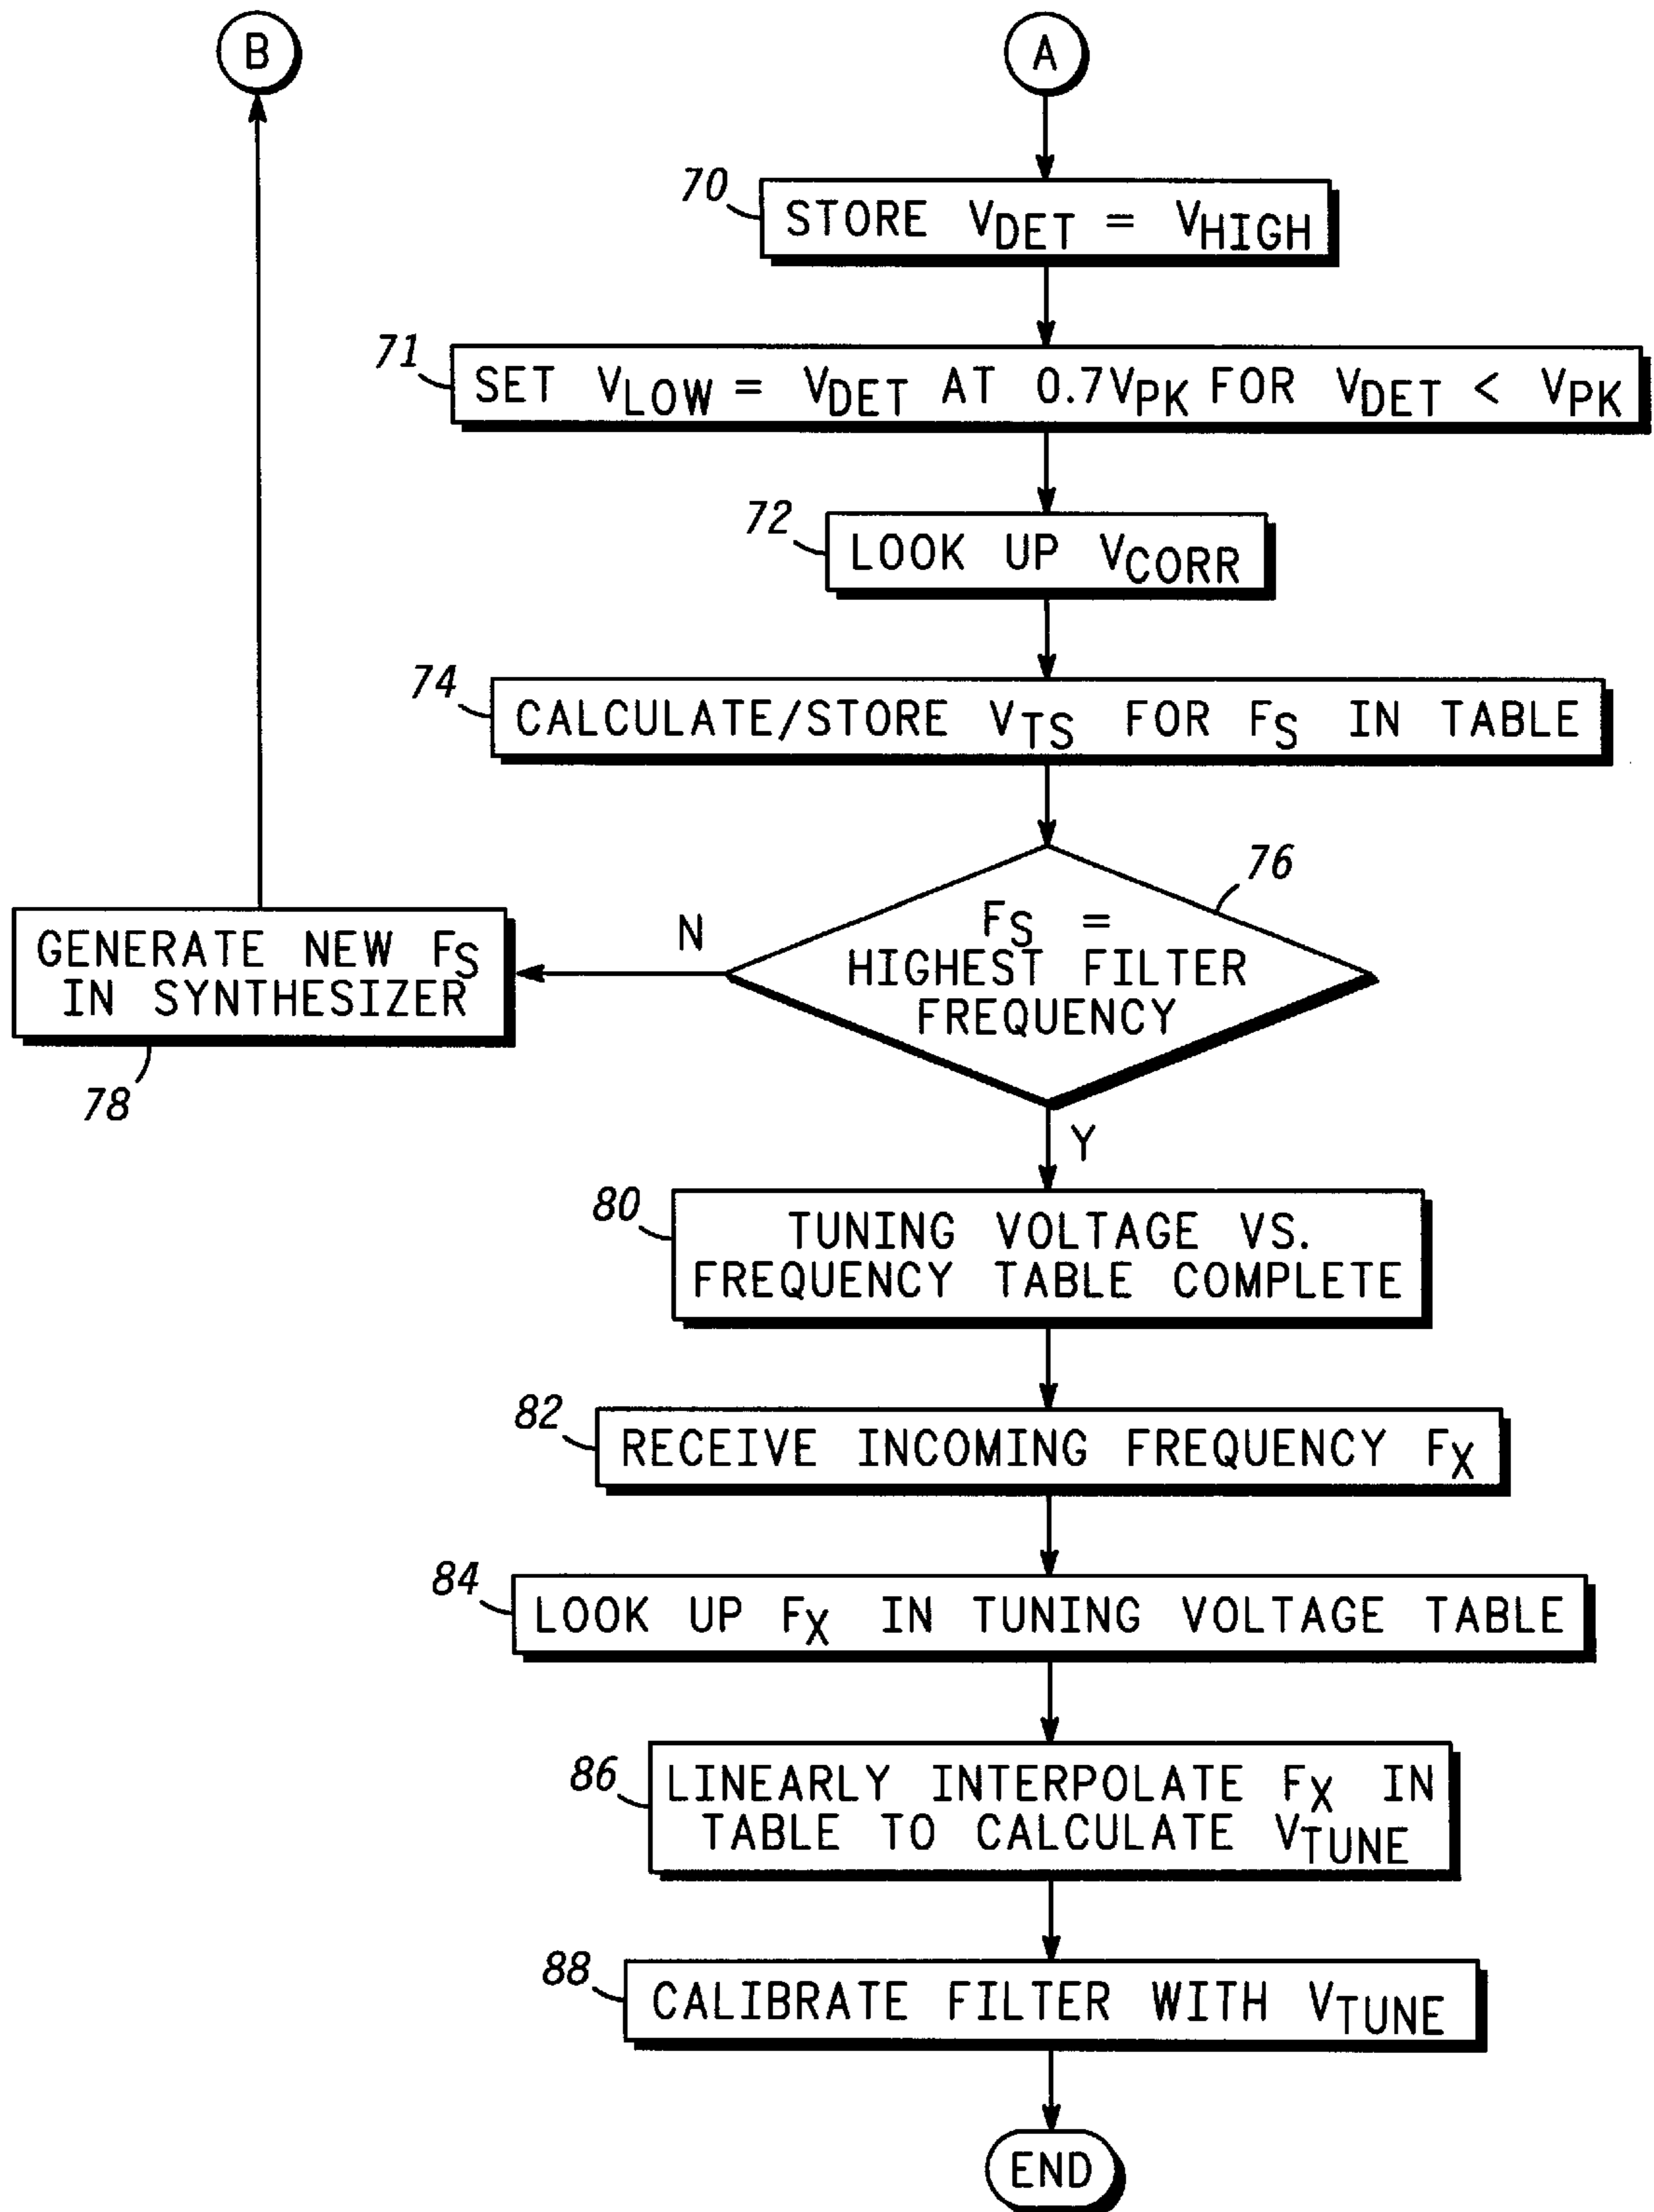 B
A
70
STORE VDET = VHIGH
71
SET VLOW = VDET AT 0.7VPK FOR VDET < VPK
72
LOOK UP VCORR
74
CALCULATE/STORE VTS FOR FS IN TABLE
76
FS =
HIGHEST FILTER
FREQUENCY
N
GENERATE NEW FS
IN SYNTHESIZER
78
Y
80
TUNING VOLTAGE VS.
FREQUENCY TABLE COMPLETE
82
RECEIVE INCOMING FREQUENCY FX
84
LOOK UP FX IN TUNING VOLTAGE TABLE
86
LINEARLY INTERPOLATE FX IN
TABLE TO CALCULATE VTUNE
88
CALIBRATE FILTER WITH VTUNE
END